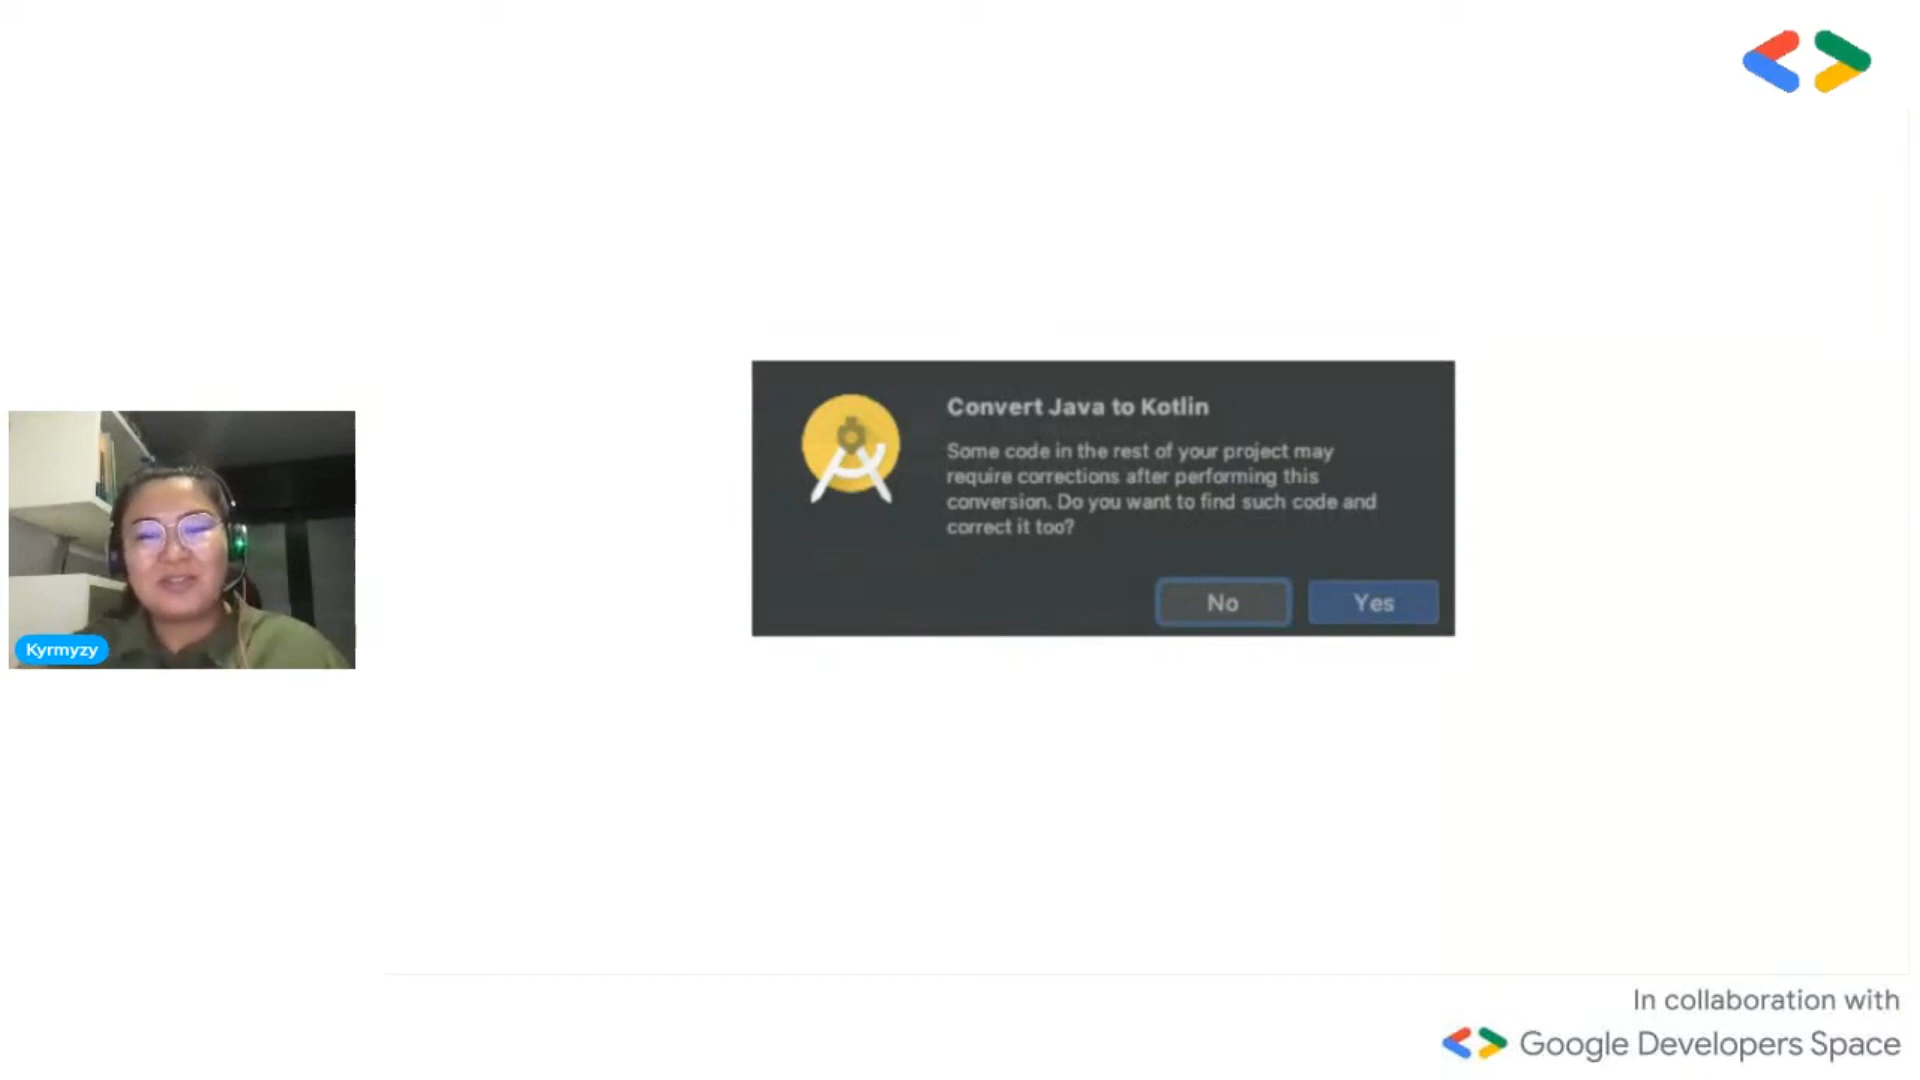 Convert Java to Kotlin
Some code in the rest of your project may
require corrections after performing this
conversion. Do you want to find such code and
correct it too?
No
Yes
Kyrmyzy
In collaboration with
Google Developers Space